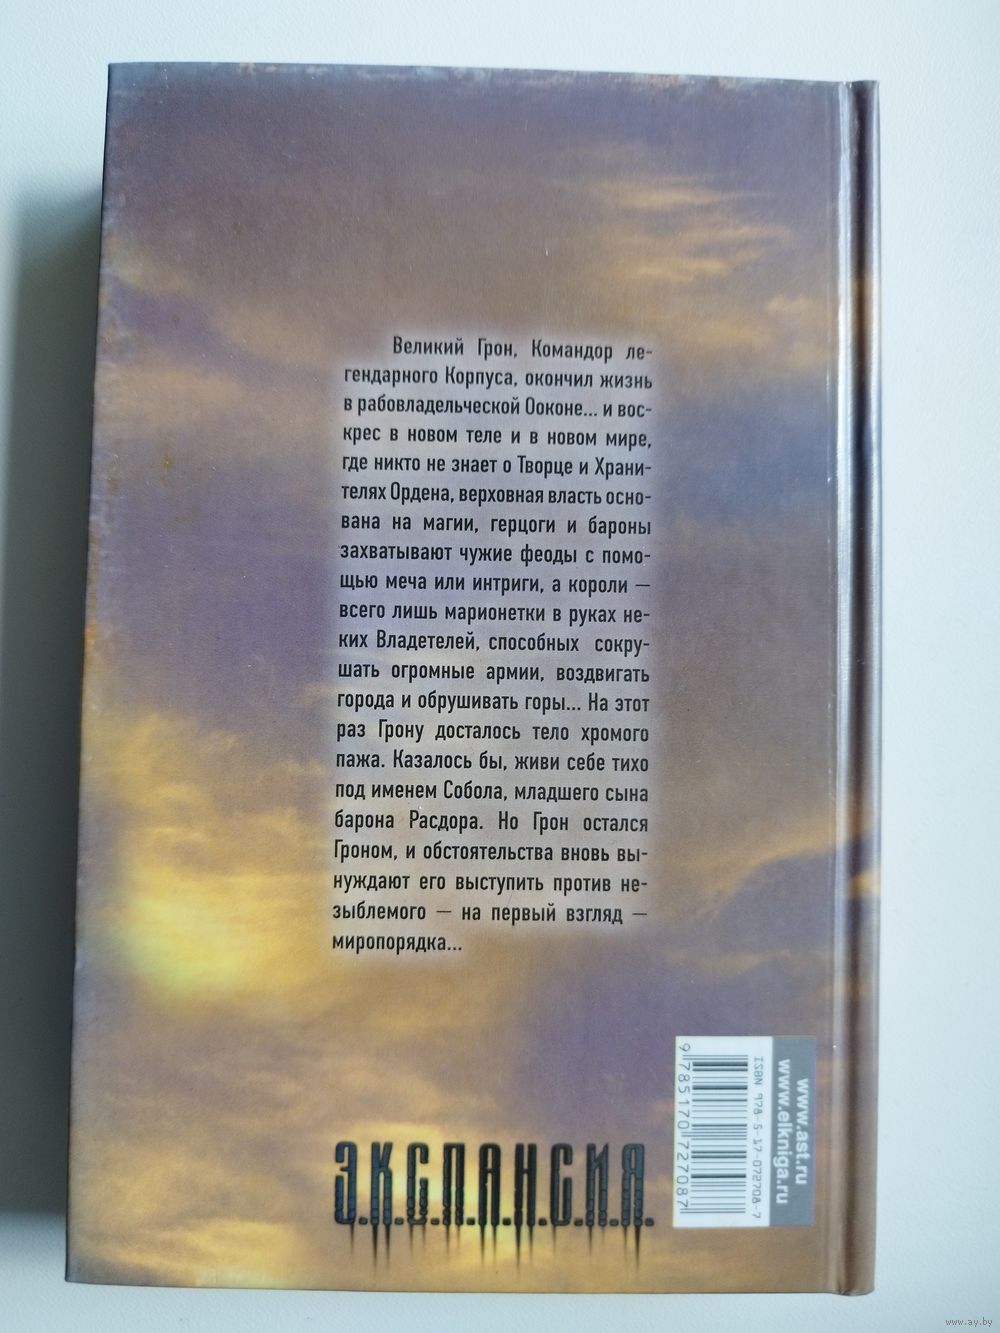 Великий Грон, Командор ле-
гендарного Корпуса, окончил жизнь
в рабовладельческой Ооконе... и вос-
крес в новом теле и в новом мире,
где никто не знает о Творце и Храни-
телях Ордена, верховная власть осно-
вана на магии, герцоги и бароны
захватывают чужие феоды с помо-
щью меча или интриги, а короли —
всего лишь марионетки в руках не-
ких Владетелей, способных сокру-
шать огромные армии, воздвигать
города и обрушивать горы... На этот
раз Грону досталось тело хромого
пажа. Казалось бы, живи себе тихо
под именем Собола, младшего сына
барона Расдора. Но Грон остался
Гроном, и обстоятельства вновь вы-
нуждают его выступить против не-
зыблемого — на первый взгляд —
миропорядка...
www.ast.ru
www.elkniga.ru
ISBN 978-5-17-072708-7
9 785170 727087
Э.К.С.П.А.Н.С.И.Я.
www.ay.by